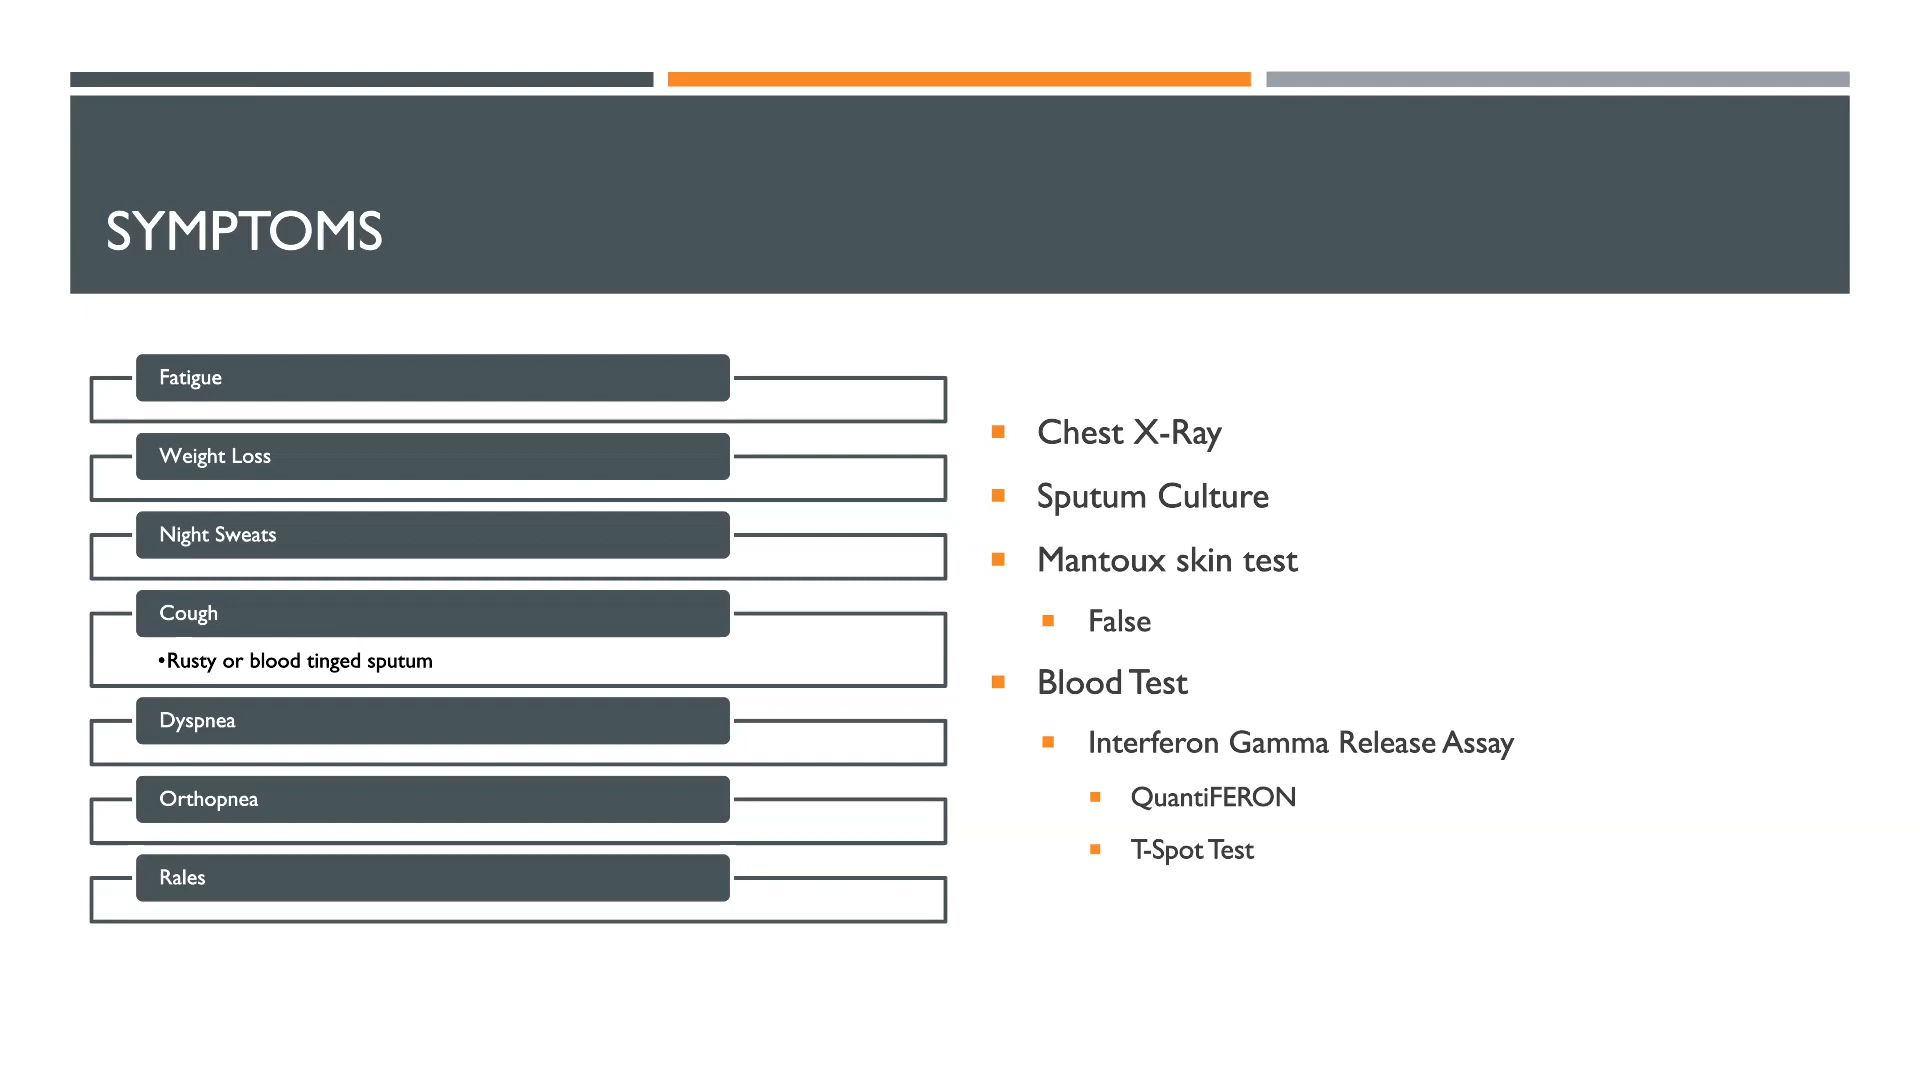 SYMPTOMS
Fatigue
Weight Loss
Night Sweats
Cough
•Rusty or blood tinged sputum
Dyspnea
Orthopnea
Rales
▪ Chest X-Ray
▪ Sputum Culture
▪ Mantoux skin test
▪ False
▪ Blood Test
▪ Interferon Gamma Release Assay
▪ QuantiFERON
▪ T-Spot Test